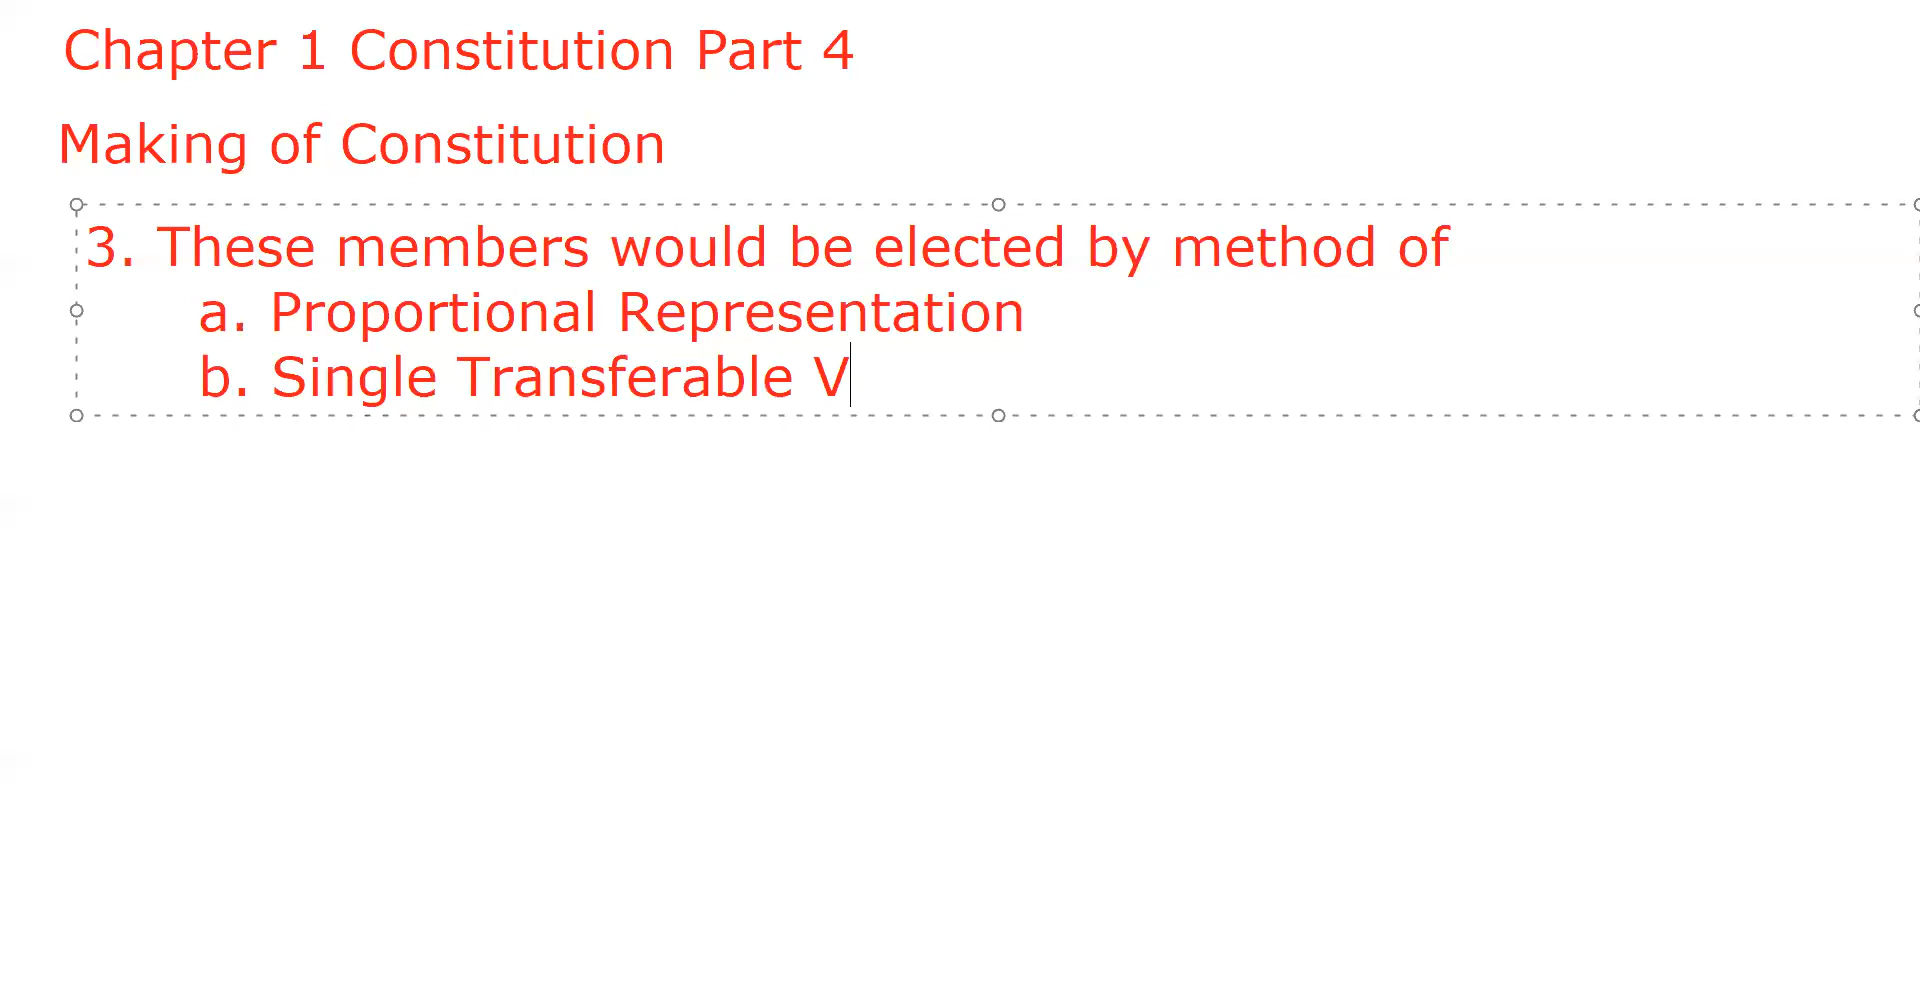 Chapter 1 Constitution Part 4
Making of Constitution
3. These members would be elected by method of
a. Proportional Representation
b. Single Transferable V